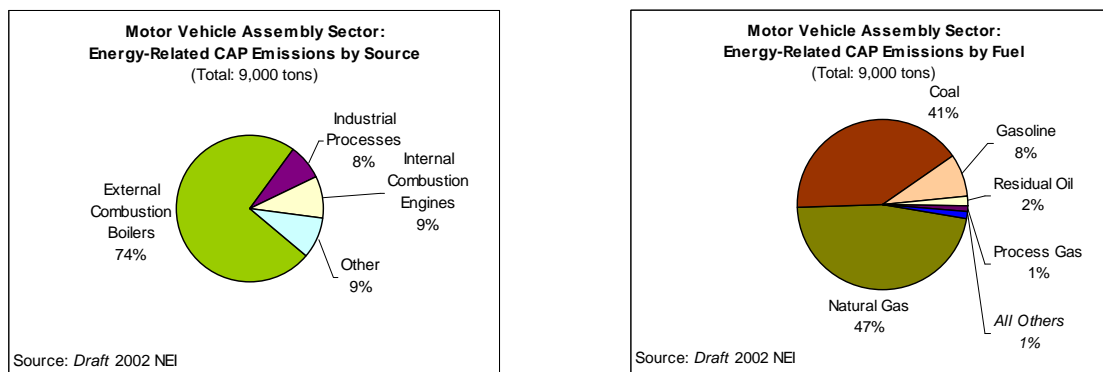 Motor Vehicle Assembly Sector:
Energy-Related CAP Emissions by Source
(Total: 9,000 tons)
Industrial
Processes
8%
Internal
Combustion
Engines
9%
External
Combustion
Boilers
74%
Other
9%
Source: Draft 2002 NEI
Motor Vehicle Assembly Sector:
Energy-Related CAP Emissions by Fuel
(Total: 9,000 tons)
Coal
41%
Gasoline
8%
Residual Oil
2%
Process Gas
1%
All Others
1%
Natural Gas
47%
Source: Draft 2002 NEI